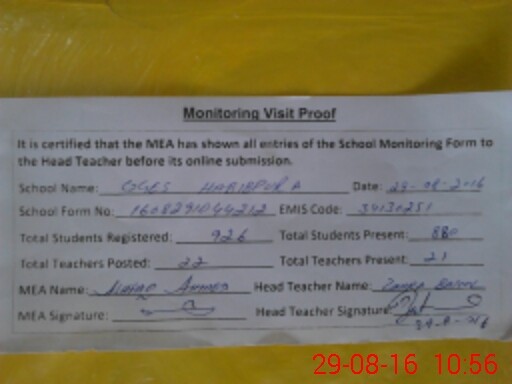 Monitoring Visit Proof
It is certified that the MEA has shown all entries of the School Monitoring Form to
the Head Teacher before its online submission.
School Name: GGES HABIBPURA Date: 29-08-2016
School Form No: 1608291044212 EMIS Code: 34131251
Total Students Registered: 926 Total Students Present: 880
Total Teachers Posted: 22 Total Teachers Present: 21
MEA Name: Ahmed Head Teacher Name:
MEA Signature: Head Teacher Signature
29-08-16 10:56